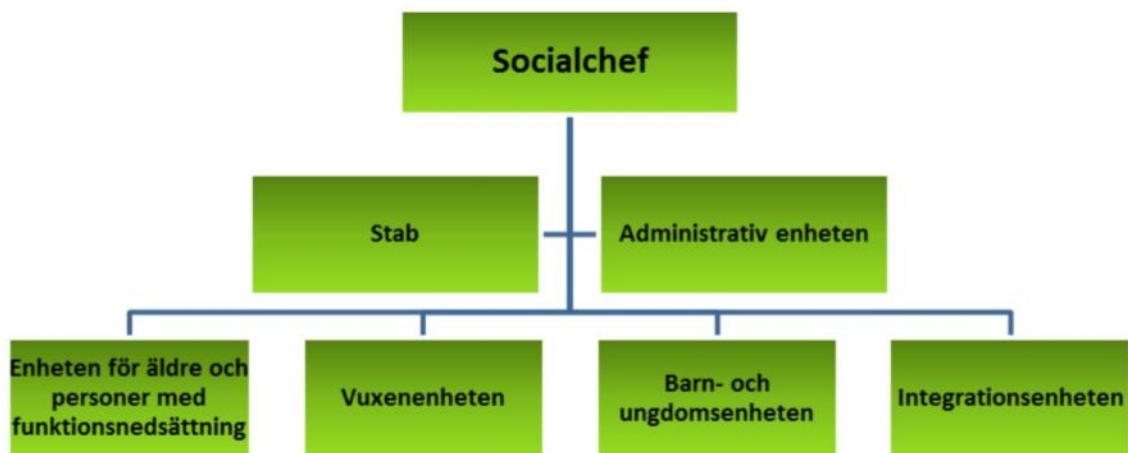 Socialchef
Stab
Administrativ enheten
Enheten för äldre och
personer med
funktionsnedsättning
Vuxenenheten
Barn- och
ungdomsenheten
Integrationsenheten